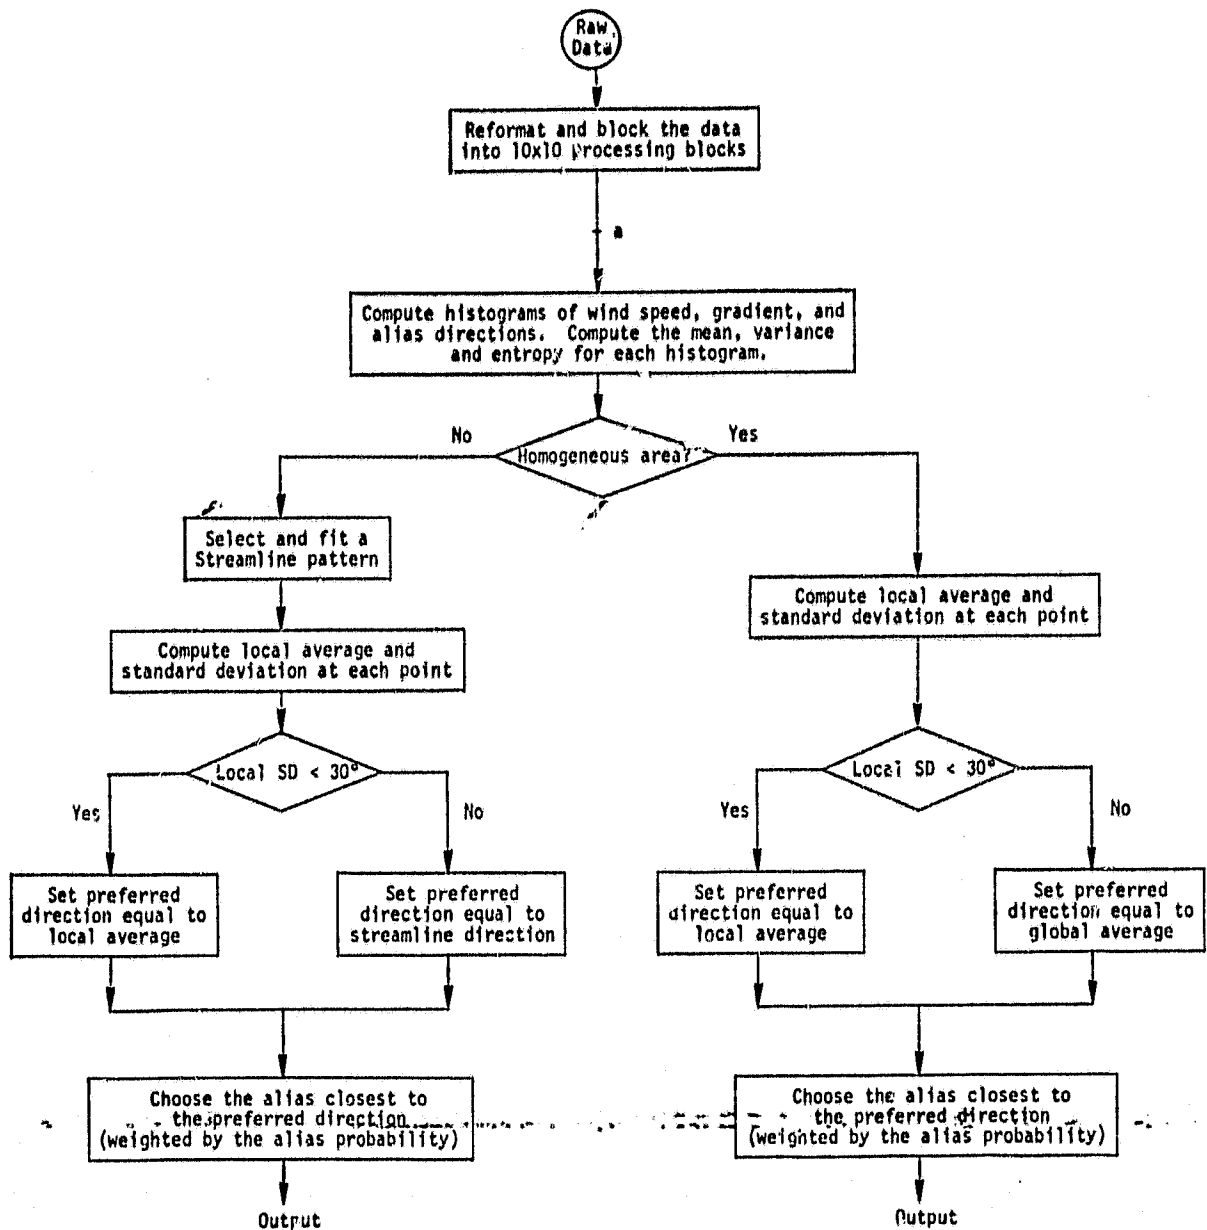 Raw
Data
Reformat and block the data
into 10x10 processing blocks
a
Compute histograms of wind speed, gradient, and
alias directions. Compute the mean, variance
and entropy for each histogram.
No
Yes
Homogeneous area?
Select and fit a
Streamline pattern
Compute local average and
standard deviation at each point
Compute local average and
standard deviation at each point
Local SD < 30°
Local SD < 30°
Yes
No
Yes
No
Set preferred
direction equal to
local average
Set preferred
direction equal to
streamline direction
Set preferred
direction equal to
local average
Set preferred
direction equal to
global average
Choose the alias closest to
the preferred direction
(weighted by the alias probability)
Choose the alias closest to
the preferred direction
(weighted by the alias probability)
Output
Output